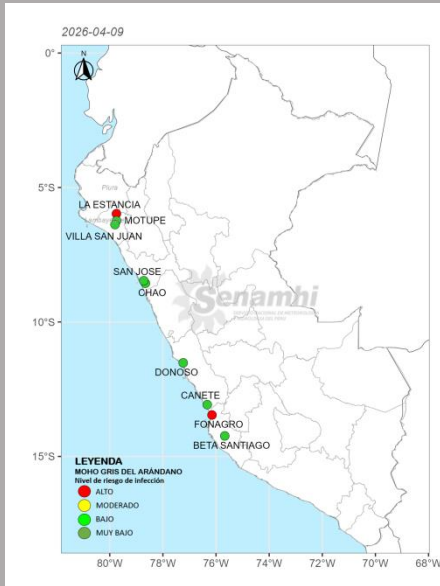 2026-04-09
N
0°
5°S
10°S
15°S
Piura
LA ESTANCIA
MOTUPE
VILLA SAN JUAN
SAN JOSE
CHAO
Senamhi
DONOSO
CANETE
FONAGRO
BETA SANTIAGO
LEYENDA
MOHO GRIS DEL ARÁNDANO
Nivel de riesgo de infección
ALTO
MODERADO
BAJO
MUY BAJO
80°W 78°W 76°W 74°W 72°W 70°W 68°W